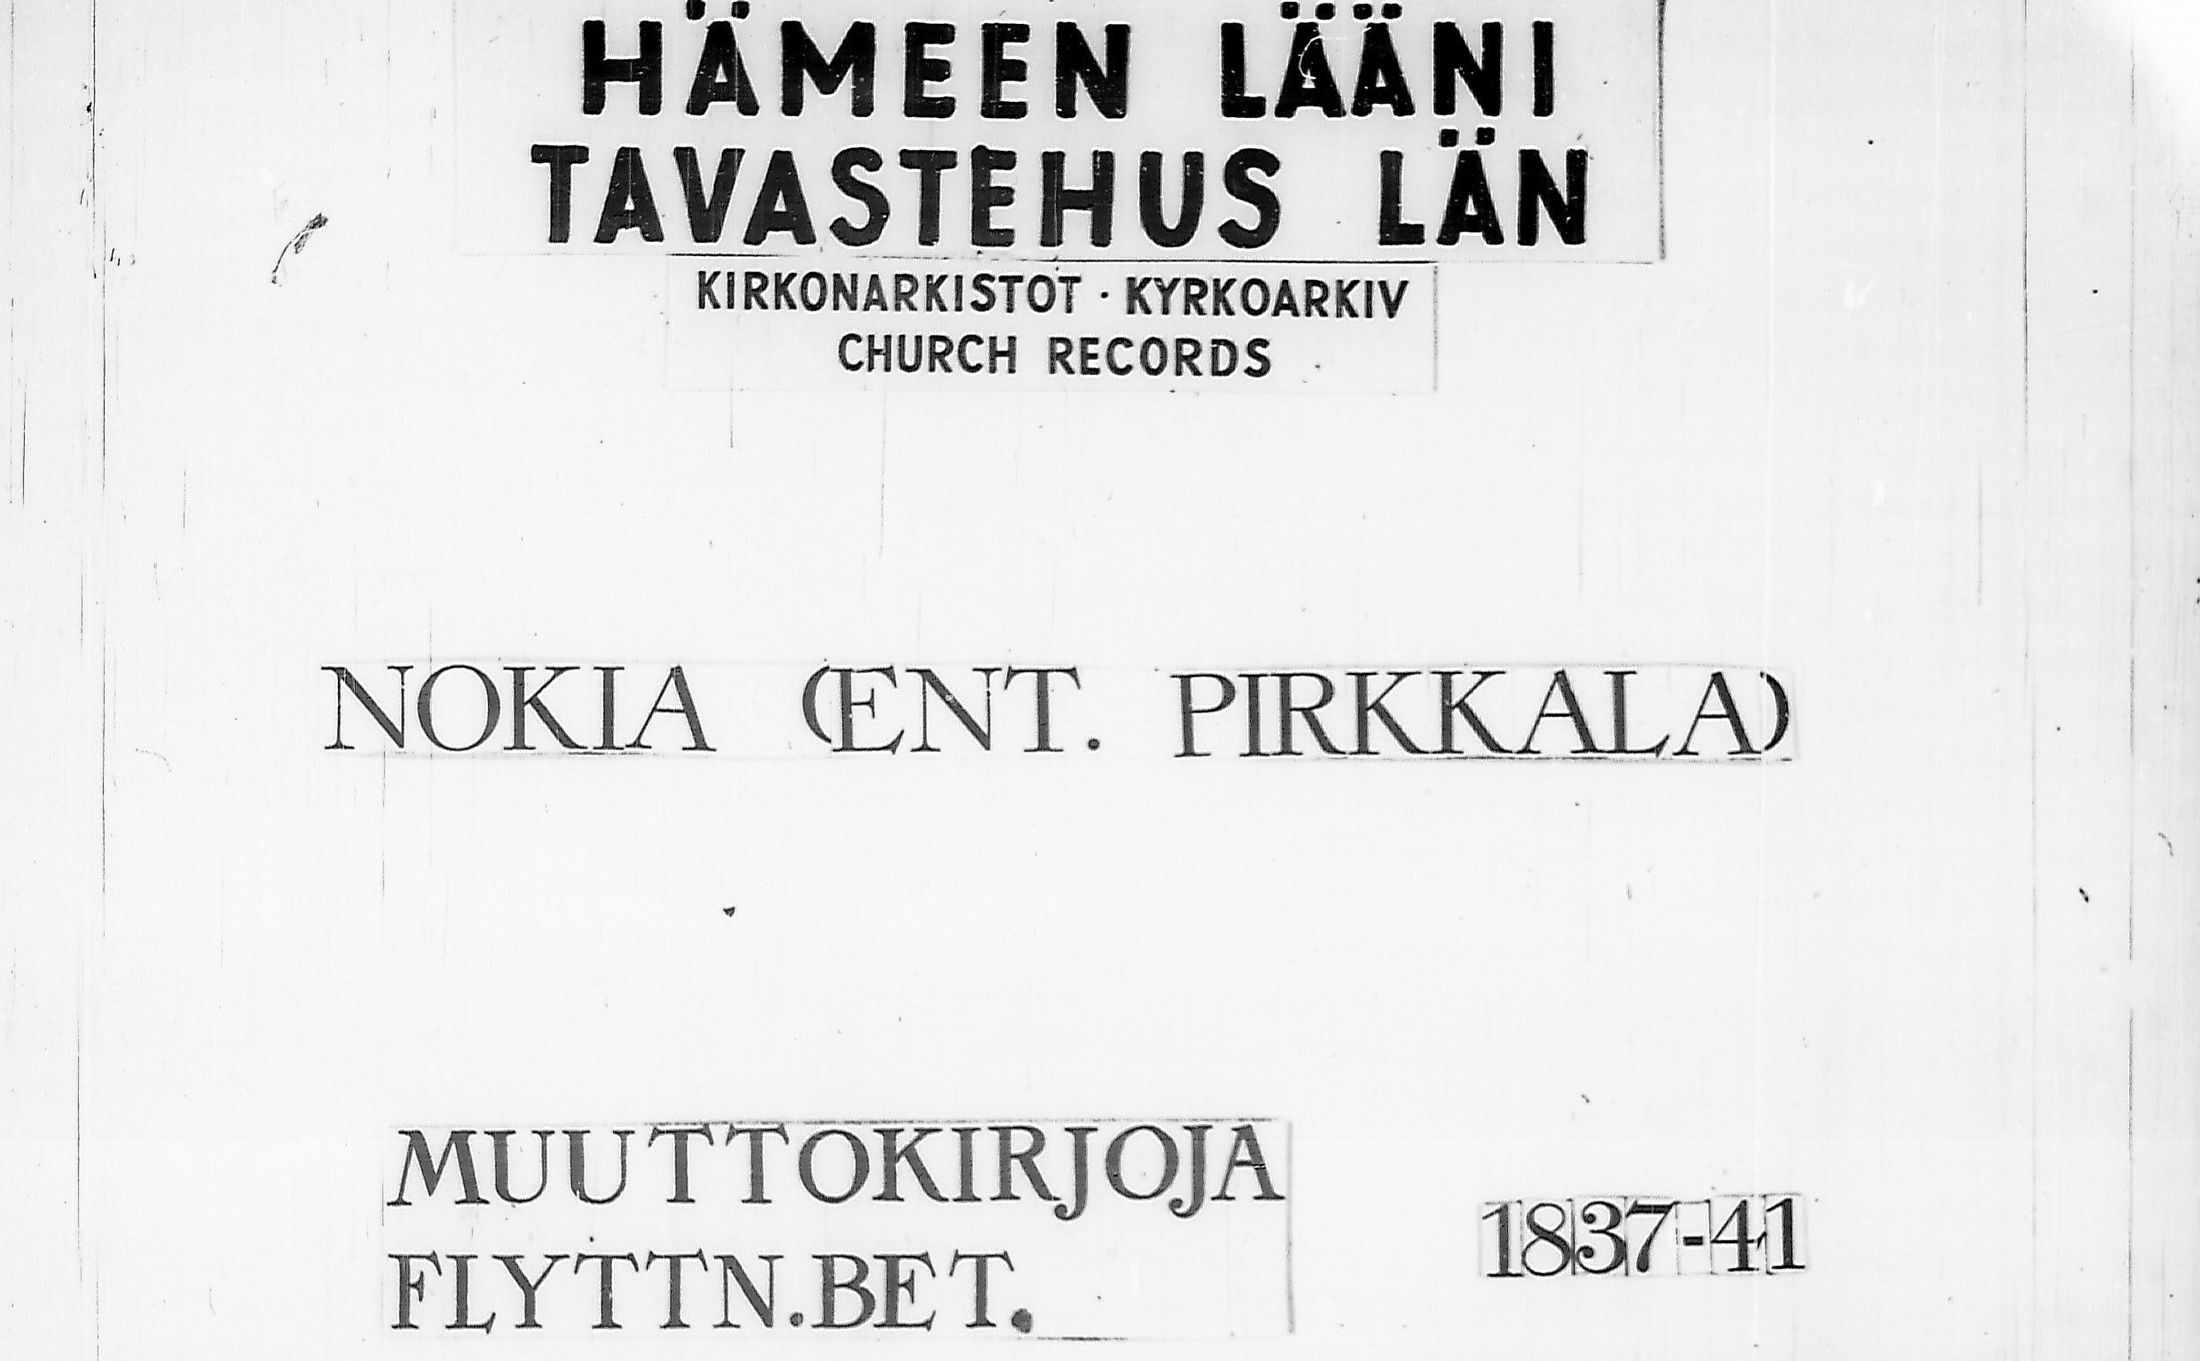 HÄMEEN LÄÄNI
TAVASTEHUS LÄN
KIRKONARKISTOT · KYRKOARKIV
CHURCH RECORDS
NOKIA (ENT. PIRKKALA)
MUUTTOKIRJOJA
FLYTTN.BET.
1837-41